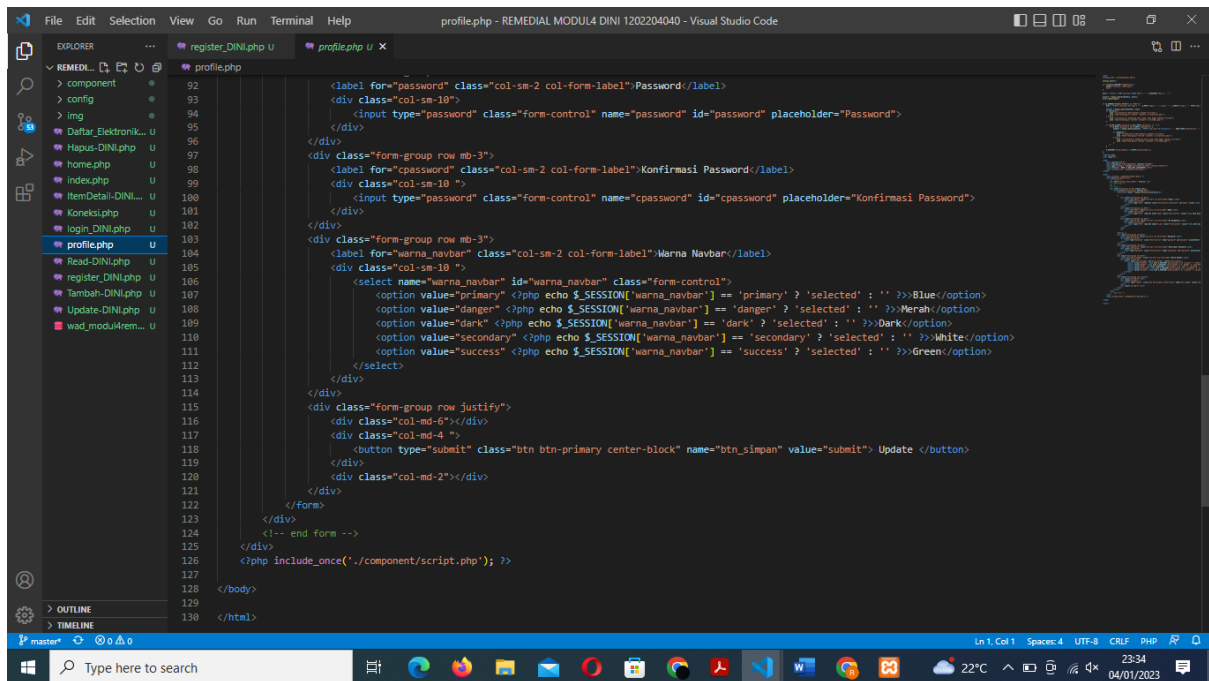 File Edit Selection View Go Run Terminal Help profile.php - REMEDIAL MODUL4 DINI 1202204040 - Visual Studio Code
EXPLORER
REMEDI...
component
config
img
Daftar_Elektronik... U
Hapus-DINI.php U
home.php U
index.php U
ItemDetail-DINI.... U
Koneksi.php U
login_DINI.php U
profile.php U
Read-DINI.php U
register_DINI.php U
Tambah-DINI.php U
Update-DINI.php U
wad_modul4rem... U
OUTLINE
TIMELINE
53
register_DINI.php U profile.php U
profile.php
92 <label for="password" class="col-sm-2 col-form-label">Password</label>
93 <div class="col-sm-10">
94 <input type="password" class="form-control" name="password" id="password" placeholder="Password">
95 </div>
96 </div>
97 <div class="form-group row mb-3">
98 <label for="cpassword" class="col-sm-2 col-form-label">Konfirmasi Password</label>
99 <div class="col-sm-10 ">
100 <input type="password" class="form-control" name="cpassword" id="cpassword" placeholder="Konfirmasi Password">
101 </div>
102 </div>
103 <div class="form-group row mb-3">
104 <label for="warna_navbar" class="col-sm-2 col-form-label">Warna Navbar</label>
105 <div class="col-sm-10 ">
106 <select name="warna_navbar" id="warna_navbar" class="form-control">
107 <option value="primary" <?php echo $_SESSION['warna_navbar'] == 'primary' ? 'selected' : '' ?>>Blue</option>
108 <option value="danger" <?php echo $_SESSION['warna_navbar'] == 'danger' ? 'selected' : '' ?>>Merah</option>
109 <option value="dark" <?php echo $_SESSION['warna_navbar'] == 'dark' ? 'selected' : '' ?>>Dark</option>
110 <option value="secondary" <?php echo $_SESSION['warna_navbar'] == 'secondary' ? 'selected' : '' ?>>White</option>
111 <option value="success" <?php echo $_SESSION['warna_navbar'] == 'success' ? 'selected' : '' ?>>Green</option>
112 </select>
113 </div>
114 </div>
115 <div class="form-group row justify">
116 <div class="col-md-6"></div>
117 <div class="col-md-4 ">
118 <button type="submit" class="btn btn-primary center-block" name="btn_simpan" value="submit"> Update </button>
119 </div>
120 <div class="col-md-2"></div>
121 </div>
122 </form>
123 </div>
124 <!-- end form -->
125 </div>
126 <?php include_once('./component/script.php'); ?>
127
128 </body>
129
130 </html>
master* 0 0 Ln 1, Col 1 Spaces: 4 UTF-8 CRLF PHP
Type here to search 22°C 23:34
04/01/2023